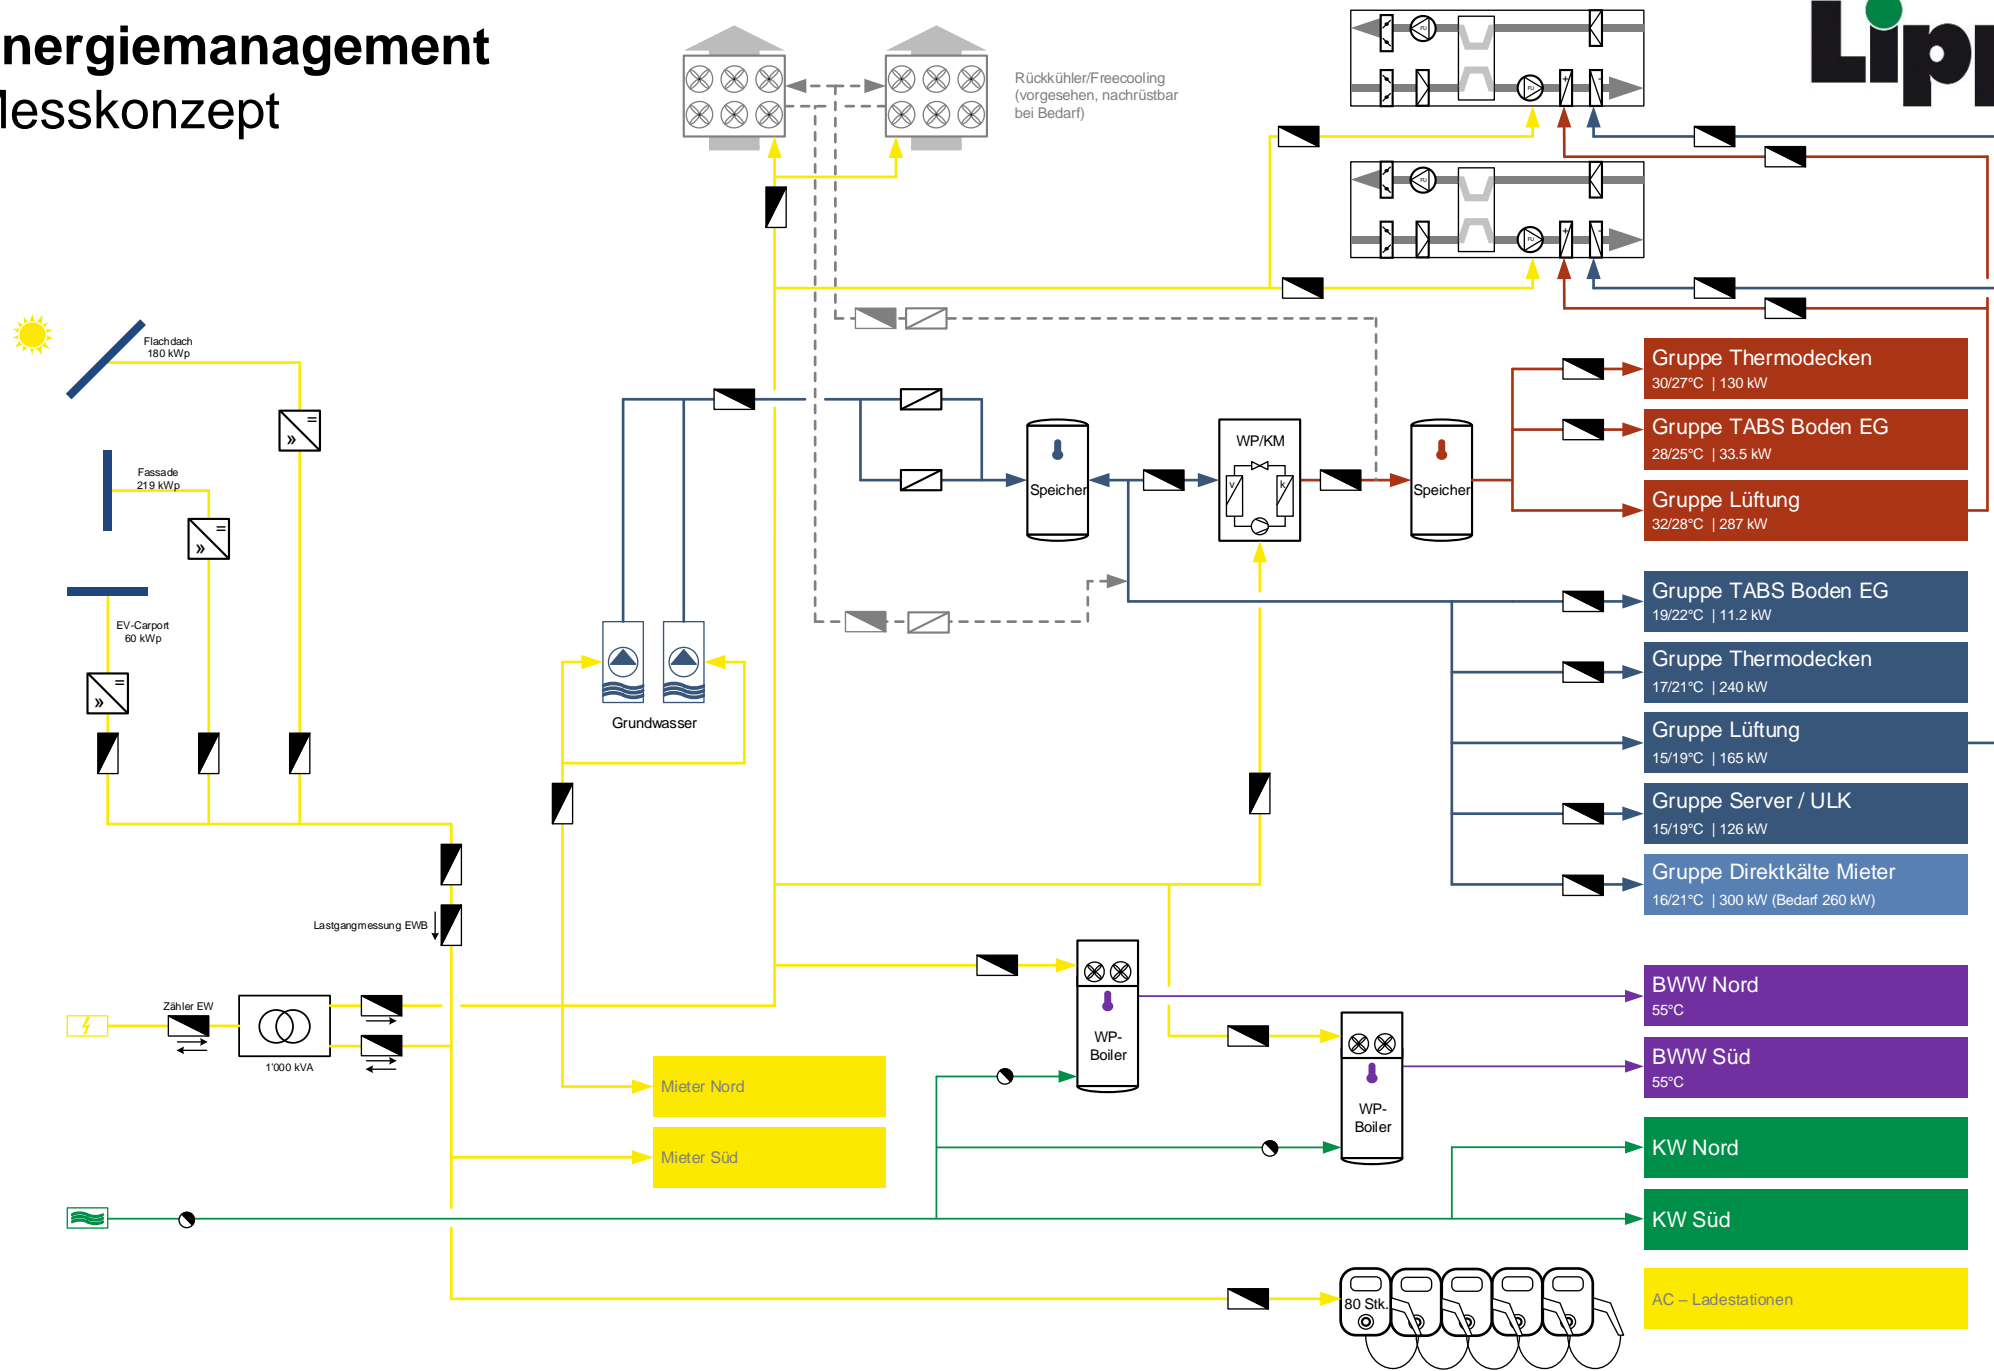 nergiemanagement
Messkonzept
Lipp
Rückkühler/Freecooling
(vorgesehen, nachrüstbar
bei Bedarf)
FU
FU
FU
FU
Flachdach
180 kWp
Fassade
219 kWp
EV-Carport
60 kWp
Gruppe Thermodecken
30/27°C | 130 kW
Gruppe TABS Boden EG
28/25°C | 33.5 kW
Gruppe Lüftung
32/28°C | 287 kW
Speicher
WP/KM
v
k
Speicher
Gruppe TABS Boden EG
19/22°C | 11.2 kW
Gruppe Thermodecken
17/21°C | 240 kW
Gruppe Lüftung
15/19°C | 165 kW
Gruppe Server / ULK
15/19°C | 126 kW
Gruppe Direktkälte Mieter
16/21°C | 300 kW (Bedarf 260 kW)
Grundwasser
Lastgangmessung EWB
Zähler EW
1'000 kVA
WP-
Boiler
WP-
Boiler
BWW Nord
55°C
BWW Süd
55°C
Mieter Nord
Mieter Süd
KW Nord
KW Süd
80 Stk.
AC – Ladestationen